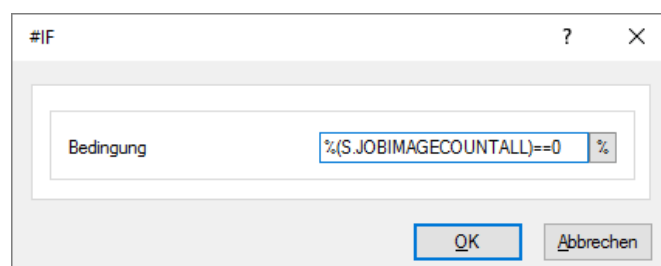 #IF ?
Bedingung %(S.JOBIMAGECOUNTALL)==0 %
OK Abbrechen